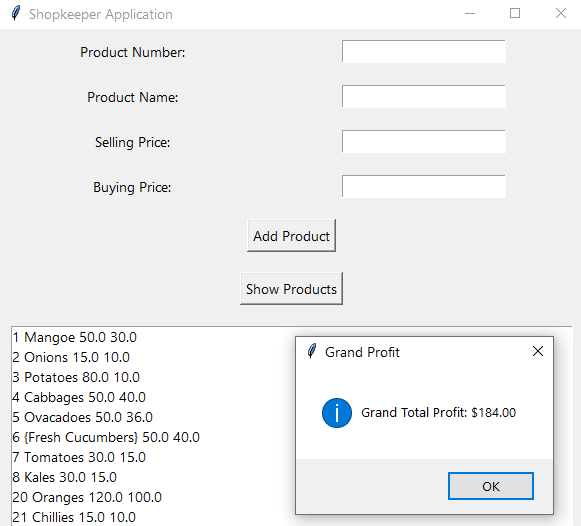 Shopkeeper Application
Product Number:
Product Name:
Selling Price:
Buying Price:
Add Product
Show Products
1 Mangoe 50.0 30.0
2 Onions 15.0 10.0
3 Potatoes 80.0 10.0
4 Cabbages 50.0 40.0
5 Ovacadoes 50.0 36.0
6 {Fresh Cucumbers} 50.0 40.0
7 Tomatoes 30.0 15.0
8 Kales 30.0 15.0
20 Oranges 120.0 100.0
21 Chillies 15.0 10.0
Grand Profit
Grand Total Profit: $184.00
OK